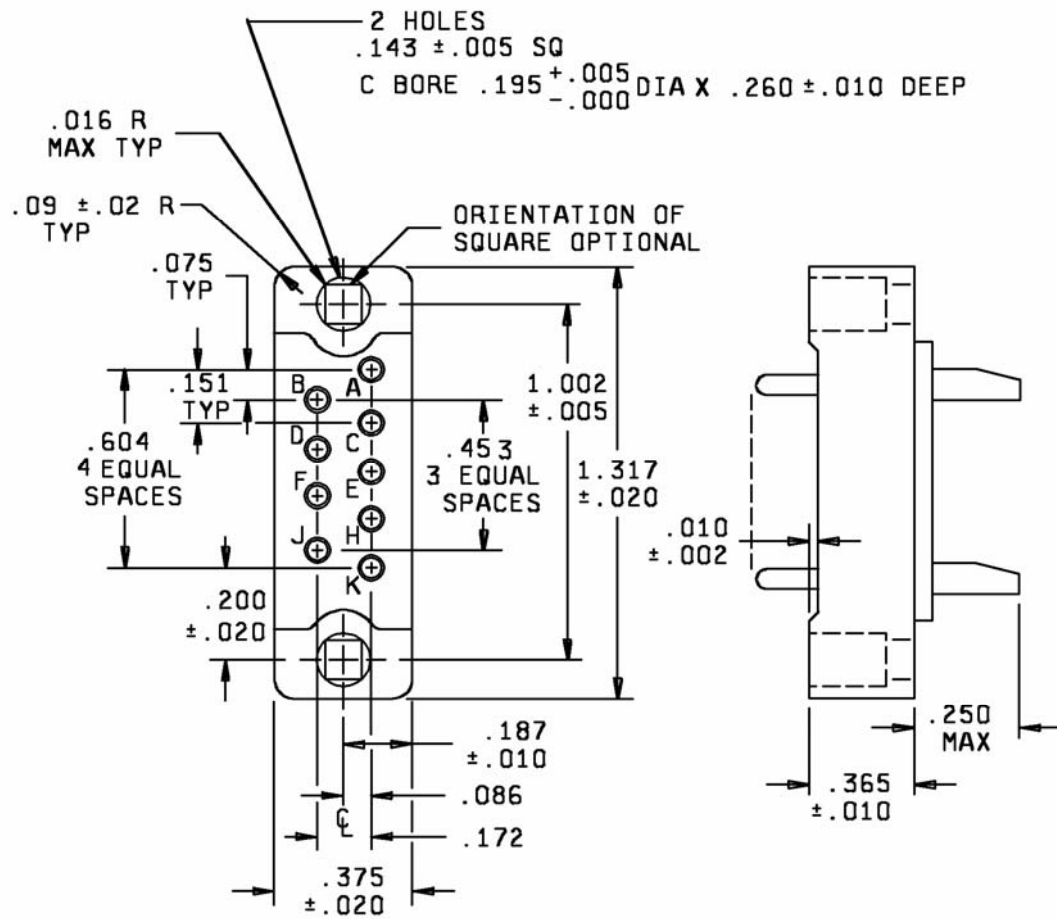 2 HOLES
.143 ±.005 SQ
C BORE .195 +.005 -.000 DIA X .260 ±.010 DEEP
.016 R
MAX TYP
.09 ±.02 R
TYP
ORIENTATION OF
SQUARE OPTIONAL
.075
TYP
.151
TYP
.604
4 EQUAL
SPACES
.200
±.020
A
B
C
D
E
F
H
J
K
.453
3 EQUAL
SPACES
1.002
±.005
1.317
±.020
.187
±.010
.086
℄
.172
.375
±.020
.010
±.002
.250
MAX
.365
±.010